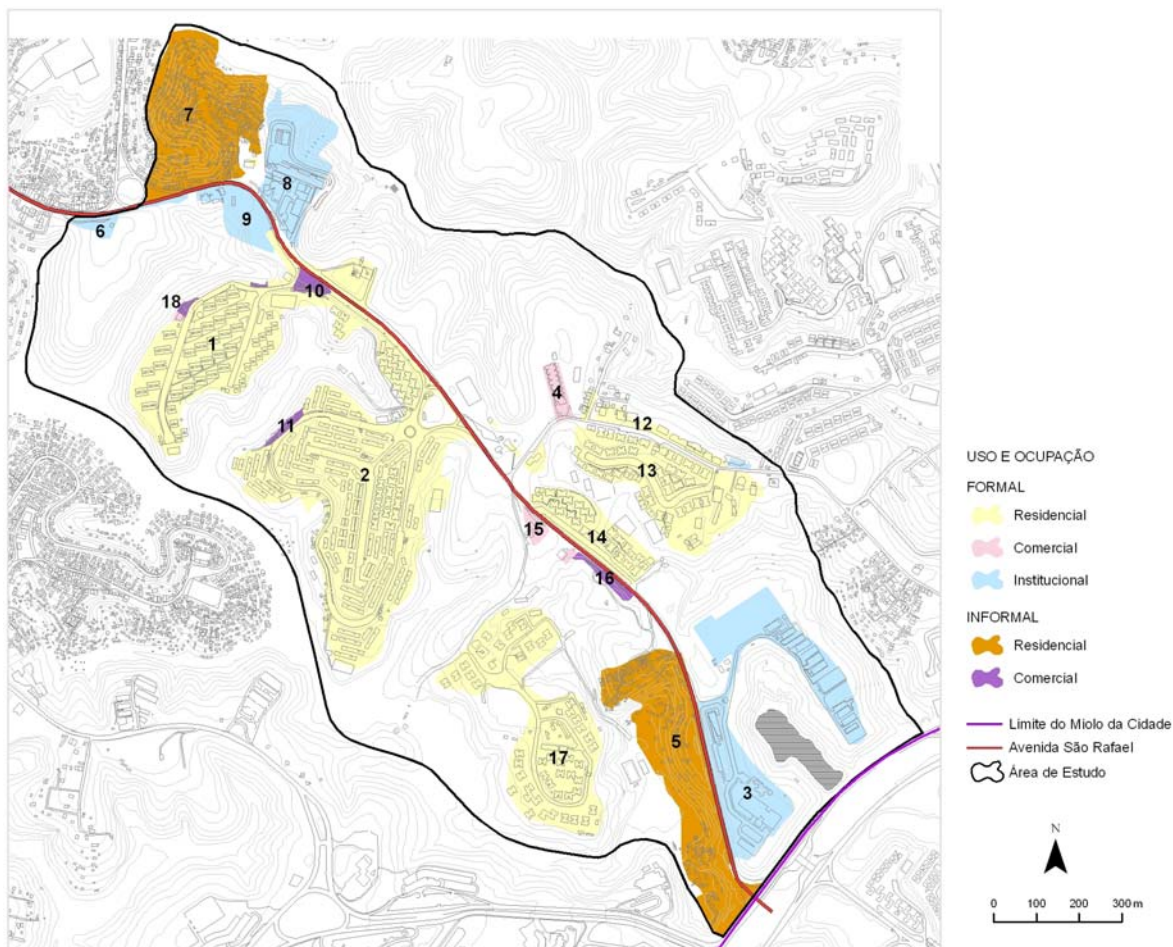 7
8
9
6
10
18
1
4
11
12
2
13
15
14
16
5
17
3
USO E OCUPAÇÃO
FORMAL
Residencial
Comercial
Institucional
INFORMAL
Residencial
Comercial
Limite do Miolo da Cidade
Avenida São Rafael
Área de Estudo
N
0 100 200 300 m